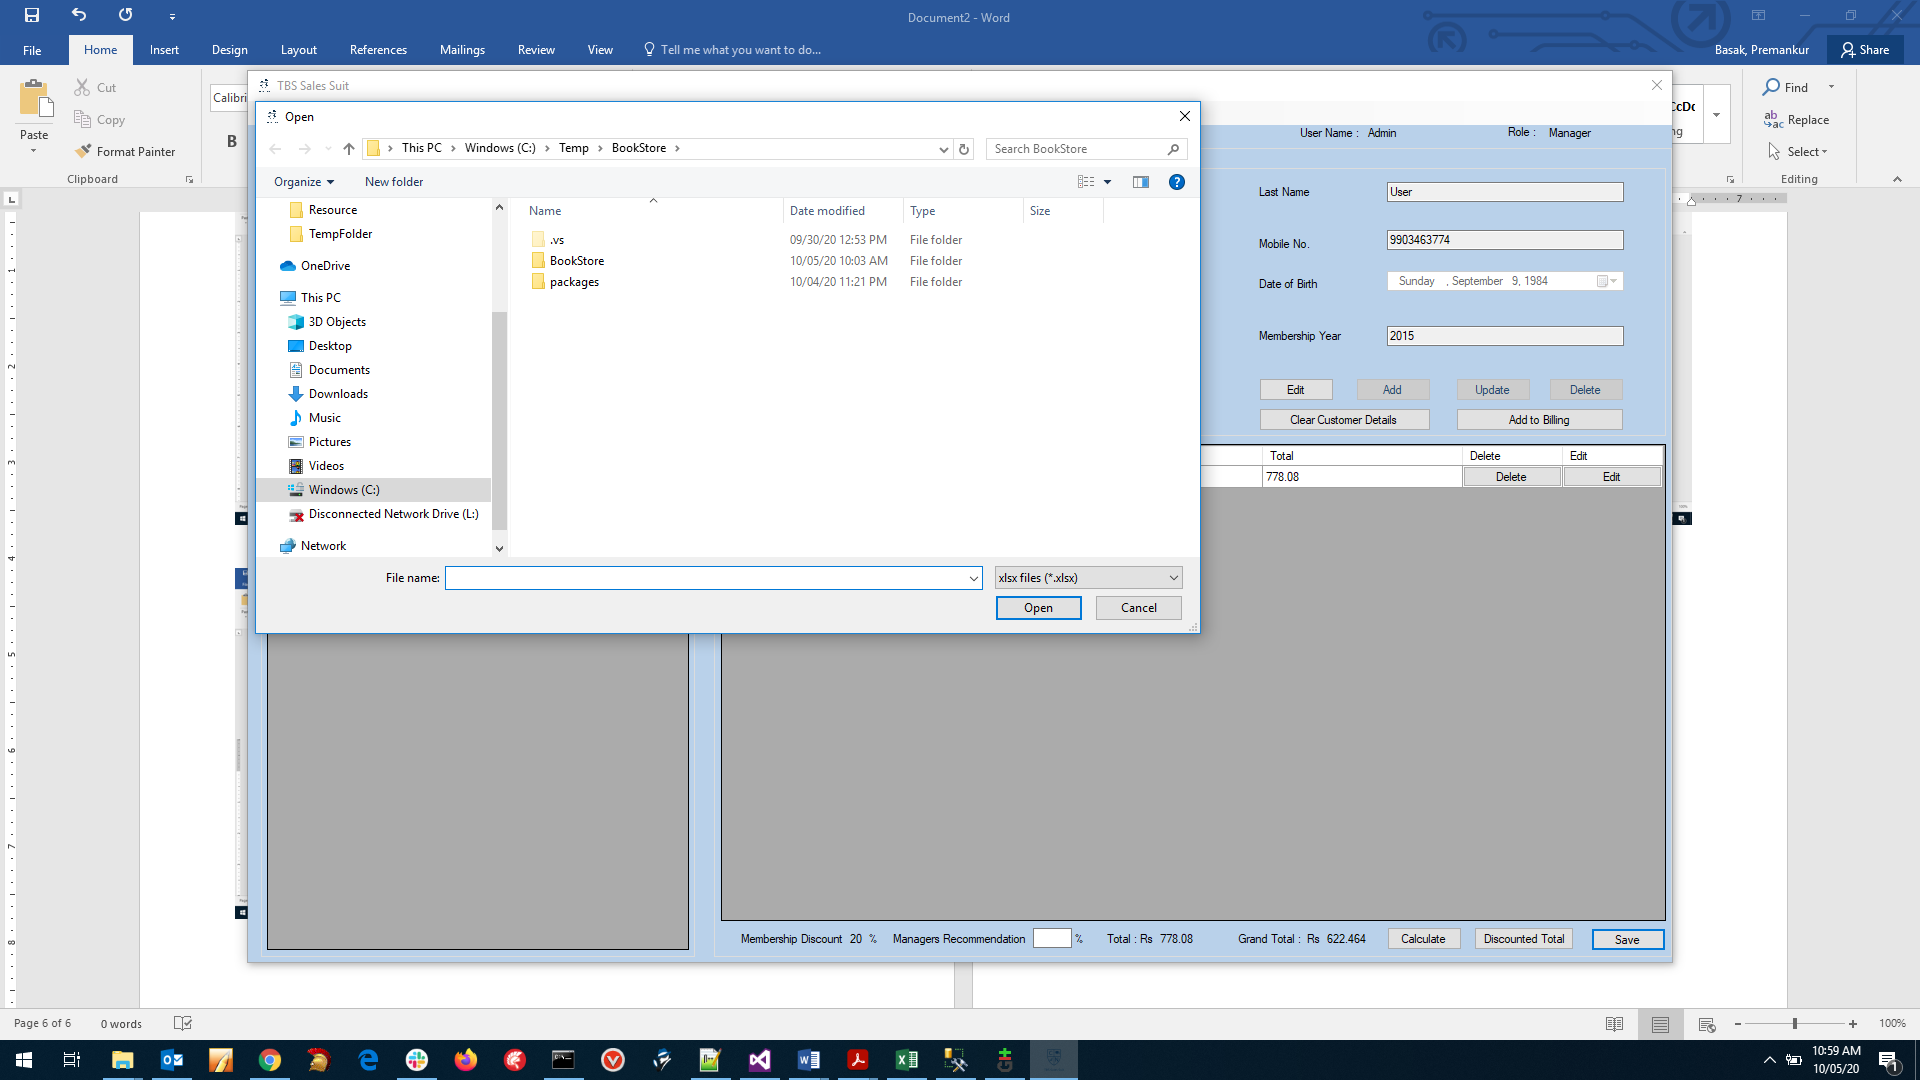 Document2 - Word
File
Home
Insert
Design
Layout
References
Mailings
Review
View
Tell me what you want to do...
Basak, Premankur
Share
Paste
Cut
Copy
Format Painter
Clipboard
Calibri
B
Find
Replace
Select
Editing
TBS Sales Suit
Open
This PC
Windows (C:)
Temp
BookStore
Search BookStore
Organize
New folder
Resource
TempFolder
OneDrive
This PC
3D Objects
Desktop
Documents
Downloads
Music
Pictures
Videos
Windows (C:)
Disconnected Network Drive (L:)
Network
Name Date modified Type Size
.vs 09/30/20 12:53 PM File folder
BookStore 10/05/20 10:03 AM File folder
packages 10/04/20 11:21 PM File folder
File name:
xlsx files (*.xlsx)
Open
Cancel
User Name : Admin
Role : Manager
Last Name User
Mobile No. 9903463774
Date of Birth Sunday , September 9, 1984
Membership Year 2015
Edit Add Update Delete
Clear Customer Details Add to Billing
Total Delete Edit
778.08 Delete Edit
Membership Discount 20 % Managers Recommendation % Total : Rs 778.08 Grand Total : Rs 622.464 Calculate Discounted Total Save
Page 6 of 6 0 words
100%
10:59 AM
10/05/20
1